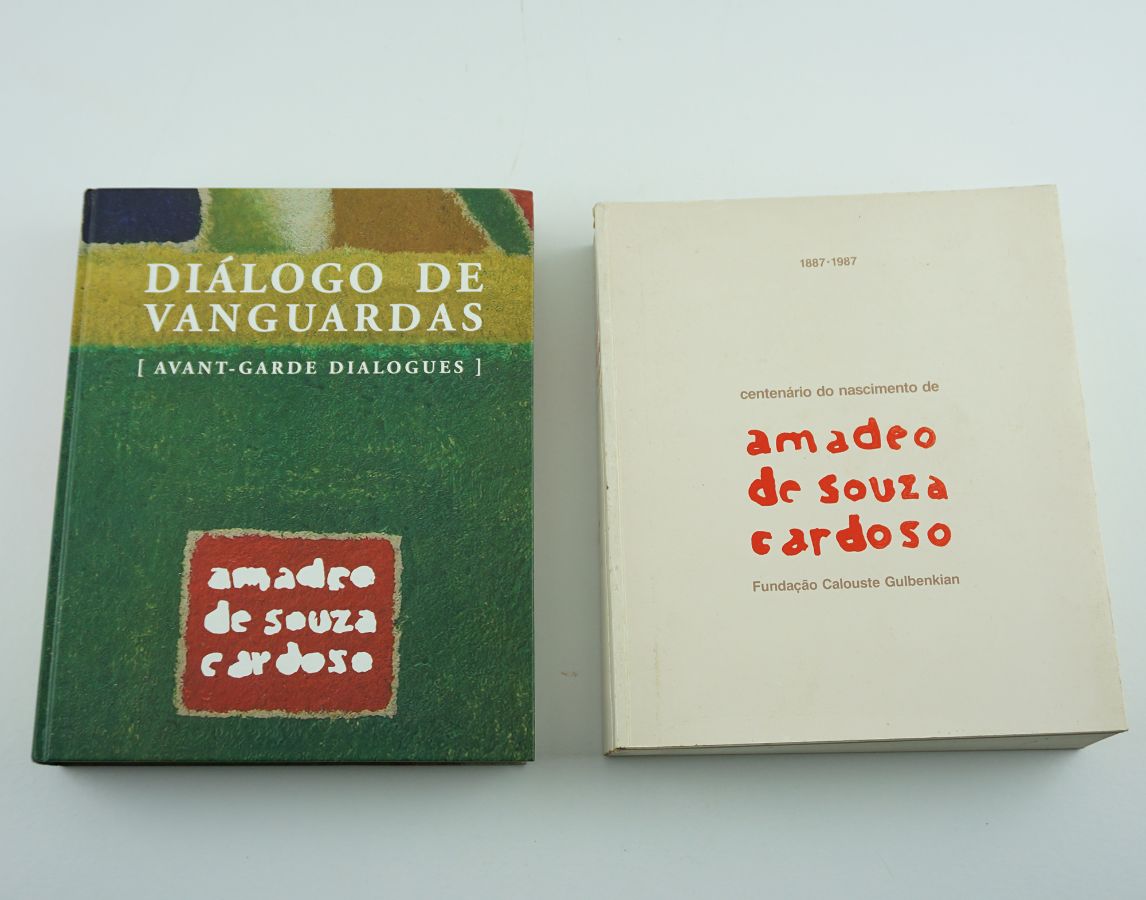 DIÁLOGO DE
VANGUARDAS
[ AVANT-GARDE DIALOGUES ]
amadeo
de souza
cardoso
1887-1987
centenário do nascimento de
amadeo
de souza
cardoso
Fundação Calouste Gulbenkian